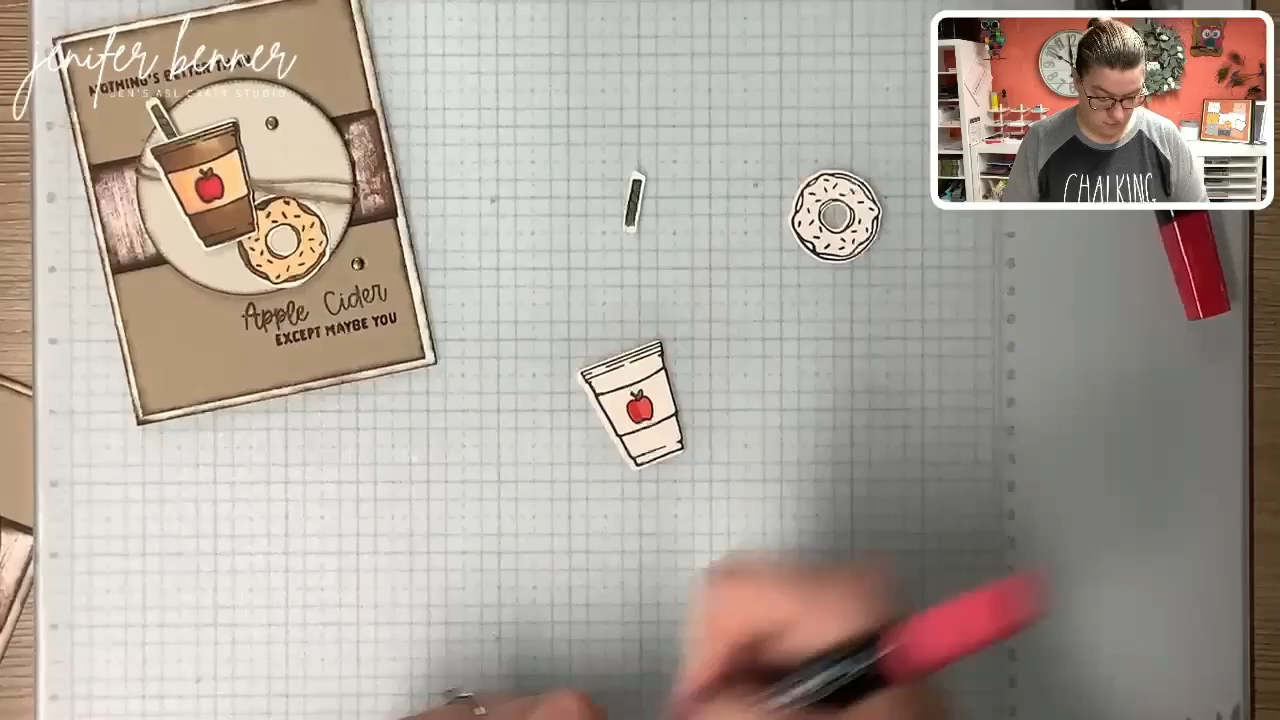 jenifer benner
JEN'S ASL CRAFT STUDIO
NOTHING'S BETTER THAN
Apple Cider
EXCEPT MAYBE YOU
CHALKING